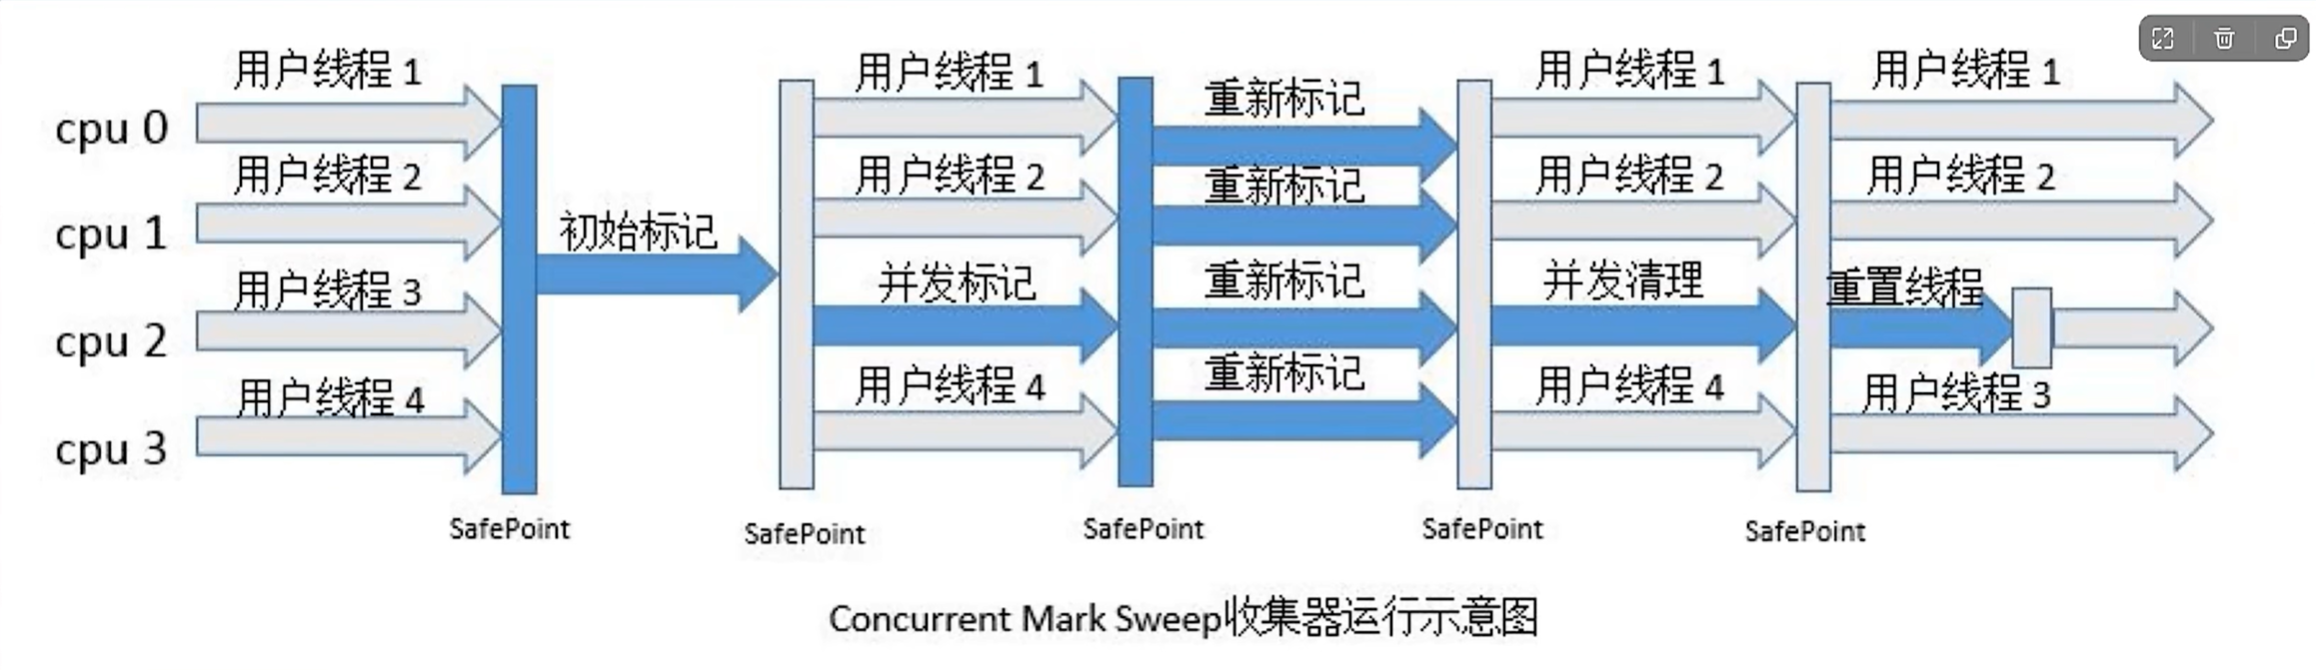 用户线程 1
用户线程 1
用户线程 1
用户线程 1
重新标记
cpu 0
用户线程 2
用户线程 2
用户线程 2
用户线程 2
重新标记
cpu 1
初始标记
用户线程 3
并发标记
重新标记
并发清理
重置线程
cpu 2
用户线程 4
用户线程 4
重新标记
用户线程 4
用户线程 3
cpu 3
SafePoint
SafePoint
SafePoint
SafePoint
SafePoint
Concurrent Mark Sweep收集器运行示意图